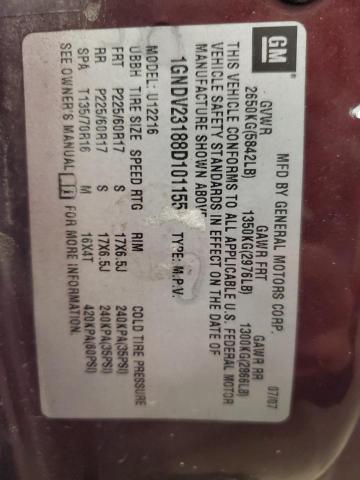 GM
MFD BY GENERAL MOTORS CORP.
07/07
GVWR GAWR FRT GAWR RR
2650KG(5842LB) 1350KG(2976LB) 1300KG(2866LB)
THIS VEHICLE CONFORMS TO ALL APPLICABLE U.S. FEDERAL MOTOR
VEHICLE SAFETY STANDARDS IN EFFECT ON THE DATE OF
MANUFACTURE SHOWN ABOVE.
1GNDV23188D101155 TYPE: M.P.V.
MODEL: U12216
UBBH TIRE SIZE SPEED RTG RIM COLD TIRE PRESSURE
FRT P225/60R17 S 17X6.5J 240KPA(35PSI)
RR P225/60R17 S 17X6.5J 240KPA(35PSI)
SPA T135/70R16 M 16X4T 420KPA(60PSI)
SEE OWNER'S MANUAL FOR MORE INFORMATION.